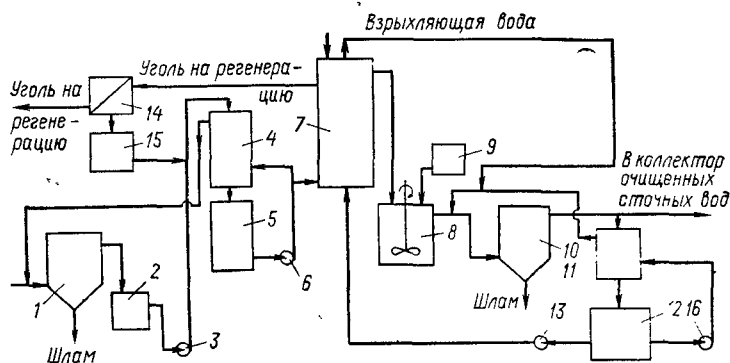 Взрыхляющая вода
Уголь на регенера-
цию
Уголь на
регене-
рацию
14
15
4
7
9
В коллектор
очищенных
сточных вод
5
8
10
11
1
2
3
6
Шлам
Шлам
13
12
16